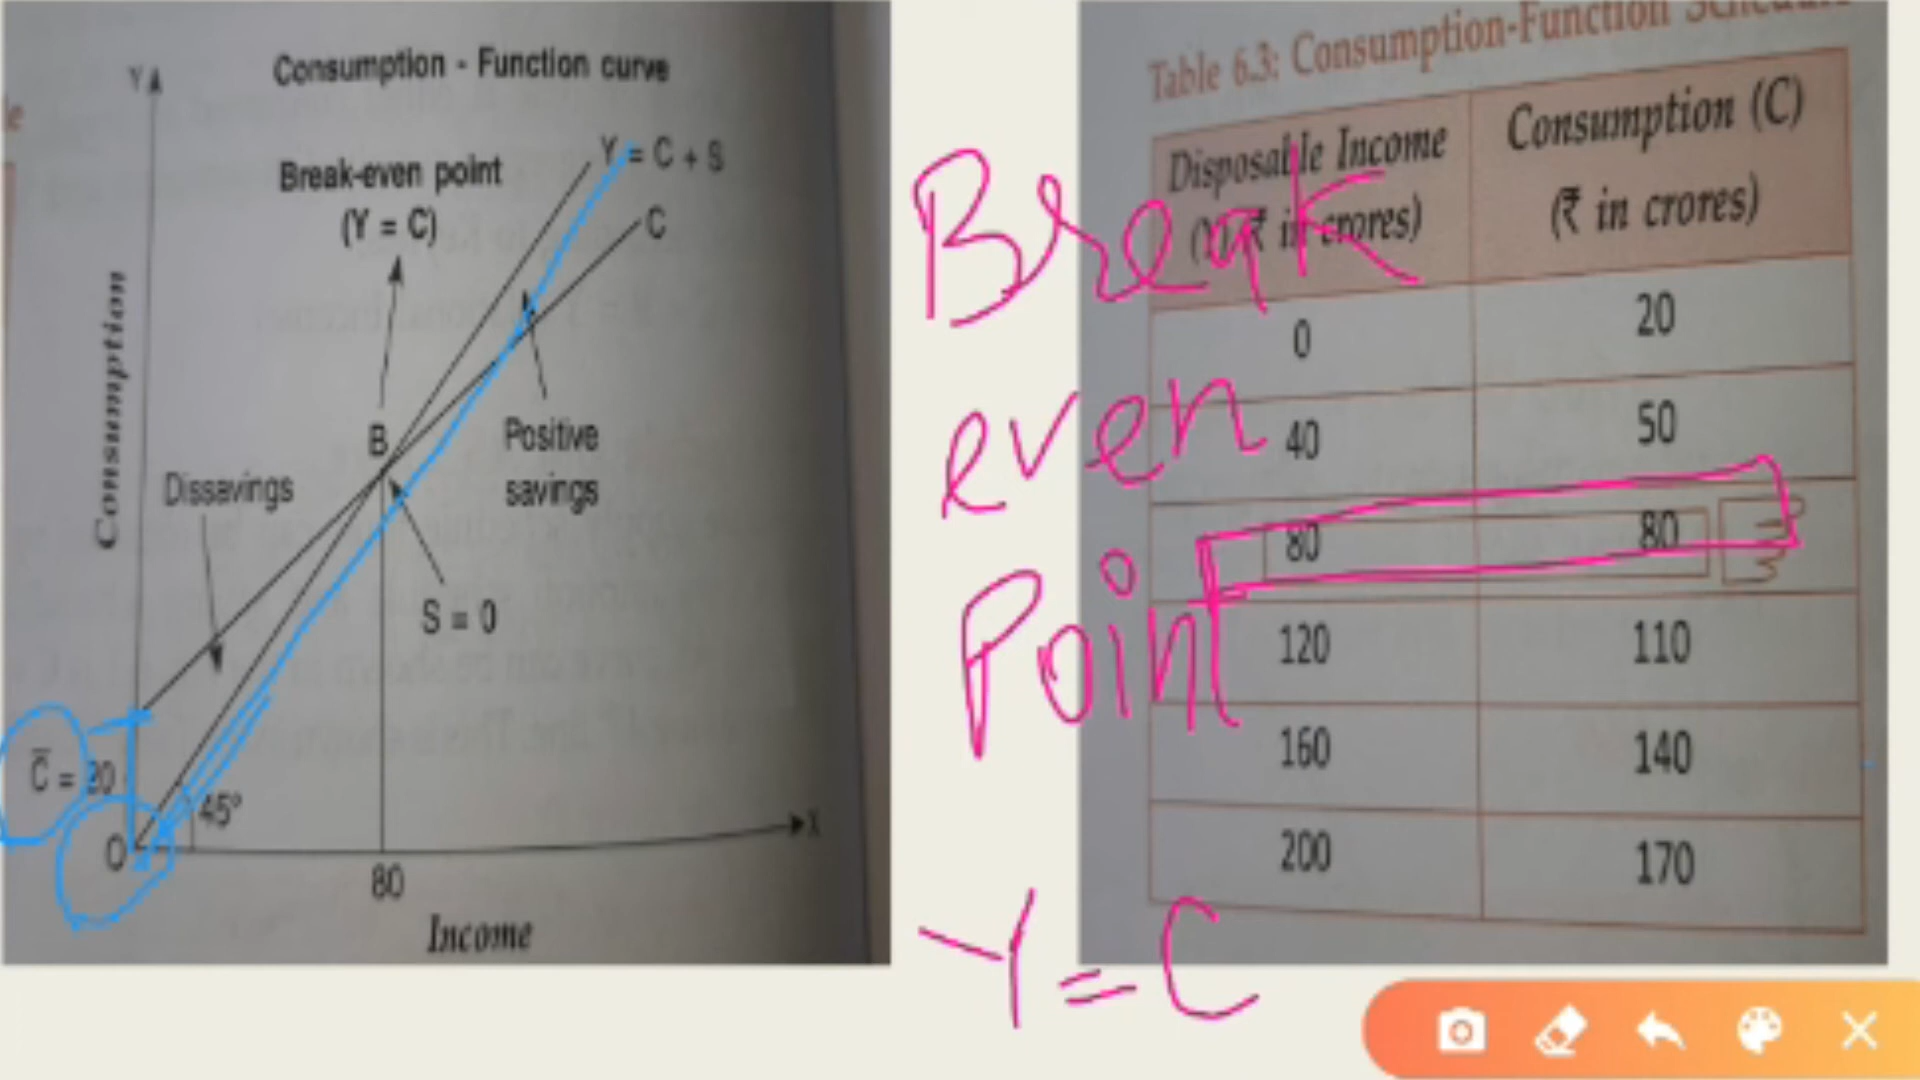 Consumption - Function curve
Y
Y = C + S
Break-even point
(Y = C)
C
Consumption
B
Positive
savings
Dissavings
S = 0
C̅ = 20
45°
O
80
X
Income
Break
even
Point
Y = C
Table 6.3: Consumption-Function Schedule
Disposable Income
(Y) (₹ in crores)
Consumption (C)
(₹ in crores)
0 20
40 50
80 80
120 110
160 140
200 170